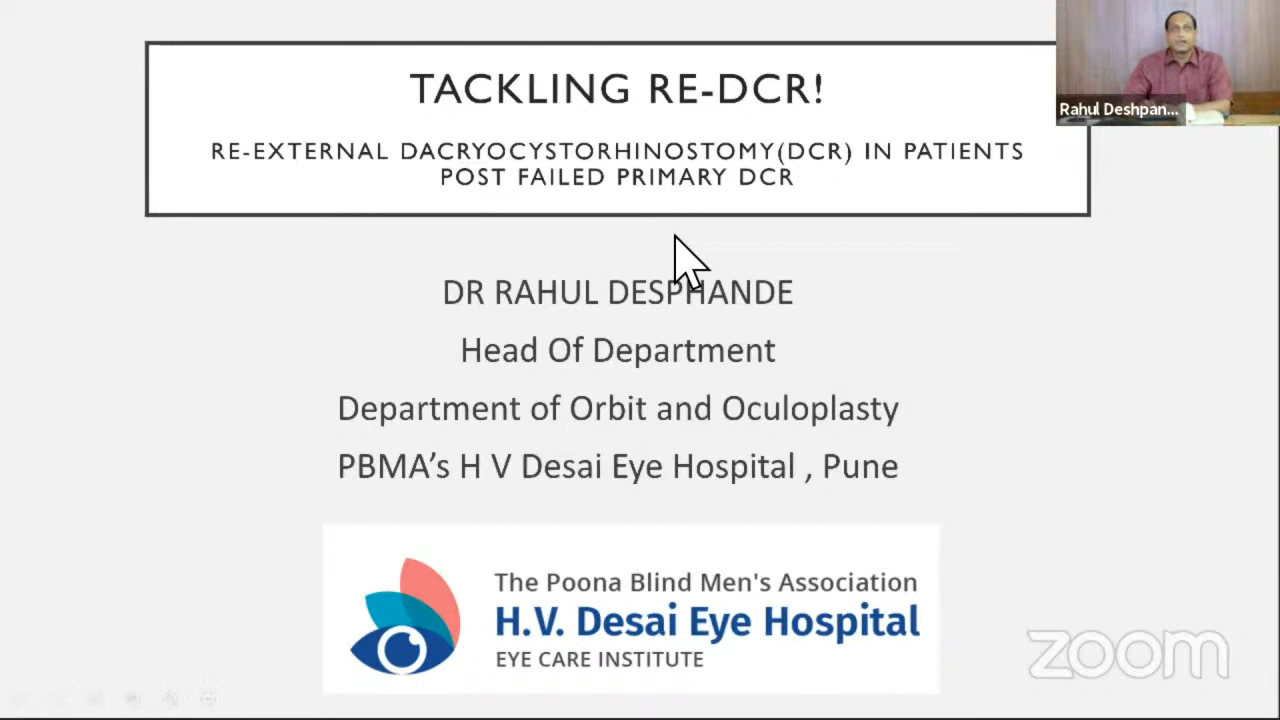 TACKLING RE-DCR!
RE-EXTERNAL DACRYOCYSTORHINOSTOMY(DCR) IN PATIENTS
POST FAILED PRIMARY DCR
Rahul Deshpan...
DR RAHUL DESPHANDE
Head Of Department
Department of Orbit and Oculoplasty
PBMA’s H V Desai Eye Hospital , Pune
The Poona Blind Men's Association
H.V. Desai Eye Hospital
EYE CARE INSTITUTE
zoom